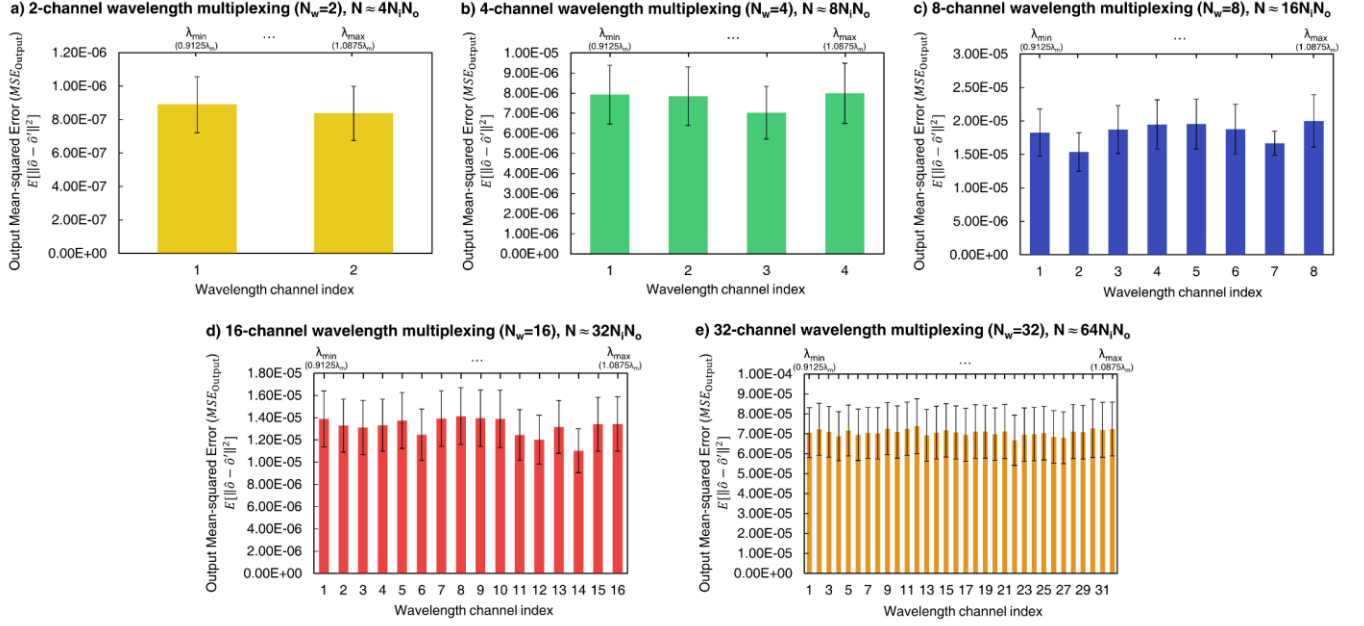 a) 2-channel wavelength multiplexing (N_w=2), N ≈ 4N_iN_o
λ_min ... λ_max
(0.9125λ_m) (1.0875λ_m)
Output Mean-squared Error (MSE_Output)
E[‖ô − ô′‖²]
1.20E-06
1.00E-06
8.00E-07
6.00E-07
4.00E-07
2.00E-07
0.00E+00
1 2
Wavelength channel index
b) 4-channel wavelength multiplexing (N_w=4), N ≈ 8N_iN_o
λ_min ... λ_max
(0.9125λ_m) (1.0875λ_m)
Output Mean-squared Error (MSE_Output)
E[‖ô − ô′‖²]
1.00E-05
9.00E-06
8.00E-06
7.00E-06
6.00E-06
5.00E-06
4.00E-06
3.00E-06
2.00E-06
1.00E-06
0.00E+00
1 2 3 4
Wavelength channel index
c) 8-channel wavelength multiplexing (N_w=8), N ≈ 16N_iN_o
λ_min ... λ_max
(0.9125λ_m) (1.0875λ_m)
Output Mean-squared Error (MSE_Output)
E[‖ô − ô′‖²]
3.00E-05
2.50E-05
2.00E-05
1.50E-05
1.00E-05
5.00E-06
0.00E+00
1 2 3 4 5 6 7 8
Wavelength channel index
d) 16-channel wavelength multiplexing (N_w=16), N ≈ 32N_iN_o
λ_min ... λ_max
(0.9125λ_m) (1.0875λ_m)
Output Mean-squared Error (MSE_Output)
E[‖ô − ô′‖²]
1.80E-05
1.60E-05
1.40E-05
1.20E-05
1.00E-05
8.00E-06
6.00E-06
4.00E-06
2.00E-06
0.00E+00
1 2 3 4 5 6 7 8 9 10 11 12 13 14 15 16
Wavelength channel index
e) 32-channel wavelength multiplexing (N_w=32), N ≈ 64N_iN_o
λ_min ... λ_max
(0.9125λ_m) (1.0875λ_m)
Output Mean-squared Error (MSE_Output)
E[‖ô − ô′‖²]
1.00E-04
9.00E-05
8.00E-05
7.00E-05
6.00E-05
5.00E-05
4.00E-05
3.00E-05
2.00E-05
1.00E-05
0.00E+00
1 3 5 7 9 11 13 15 17 19 21 23 25 27 29 31
Wavelength channel index